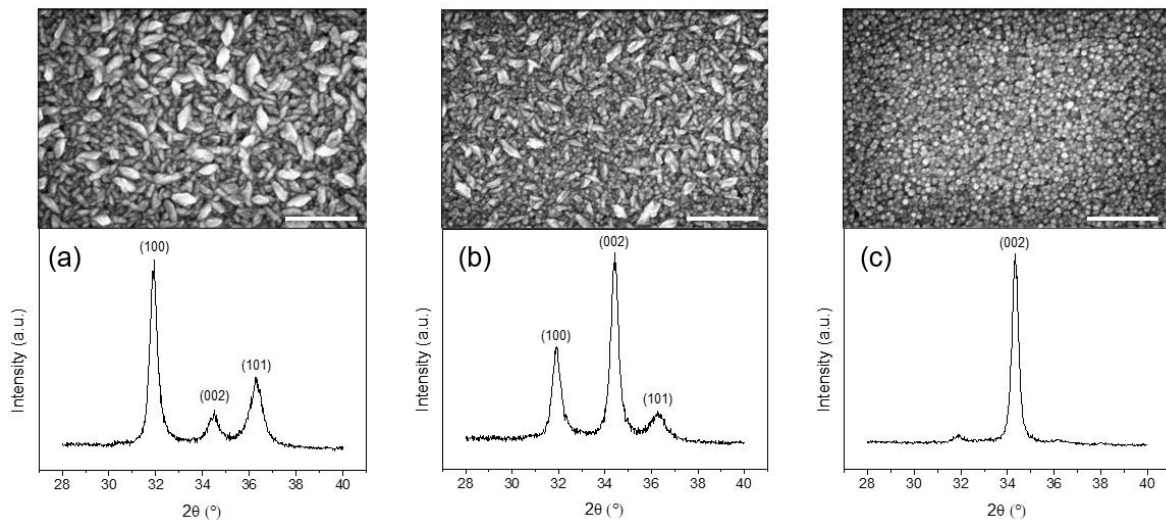 (a)
(100)
(002)
(101)
Intensity (a.u.)
28 30 32 34 36 38 40
2θ (°)
(b)
(002)
(100)
(101)
Intensity (a.u.)
28 30 32 34 36 38 40
2θ (°)
(c)
(002)
Intensity (a.u.)
28 30 32 34 36 38 40
2θ (°)